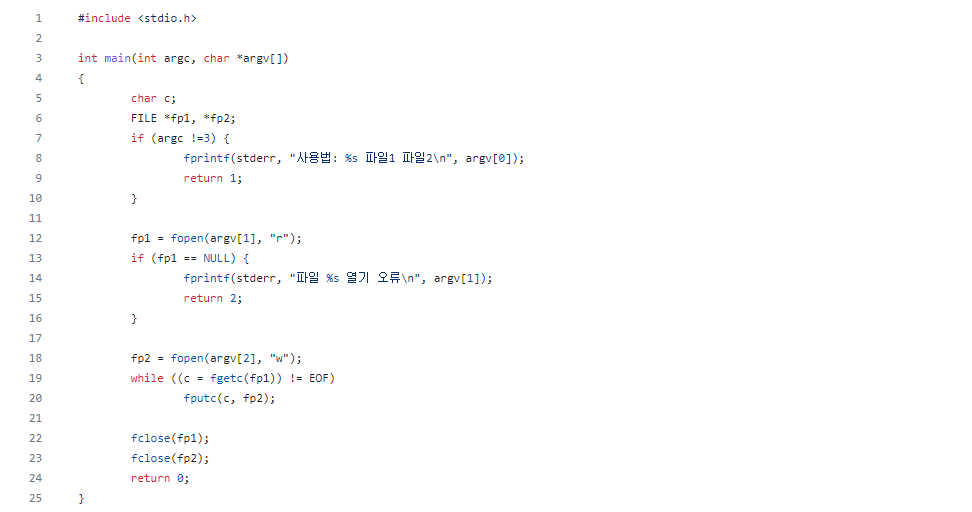 1 #include <stdio.h>
2
3 int main(int argc, char *argv[])
4 {
5 char c;
6 FILE *fp1, *fp2;
7 if (argc !=3) {
8 fprintf(stderr, "사용법: %s 파일1 파일2\n", argv[0]);
9 return 1;
10 }
11
12 fp1 = fopen(argv[1], "r");
13 if (fp1 == NULL) {
14 fprintf(stderr, "파일 %s 열기 오류\n", argv[1]);
15 return 2;
16 }
17
18 fp2 = fopen(argv[2], "w");
19 while ((c = fgetc(fp1)) != EOF)
20 fputc(c, fp2);
21
22 fclose(fp1);
23 fclose(fp2);
24 return 0;
25 }